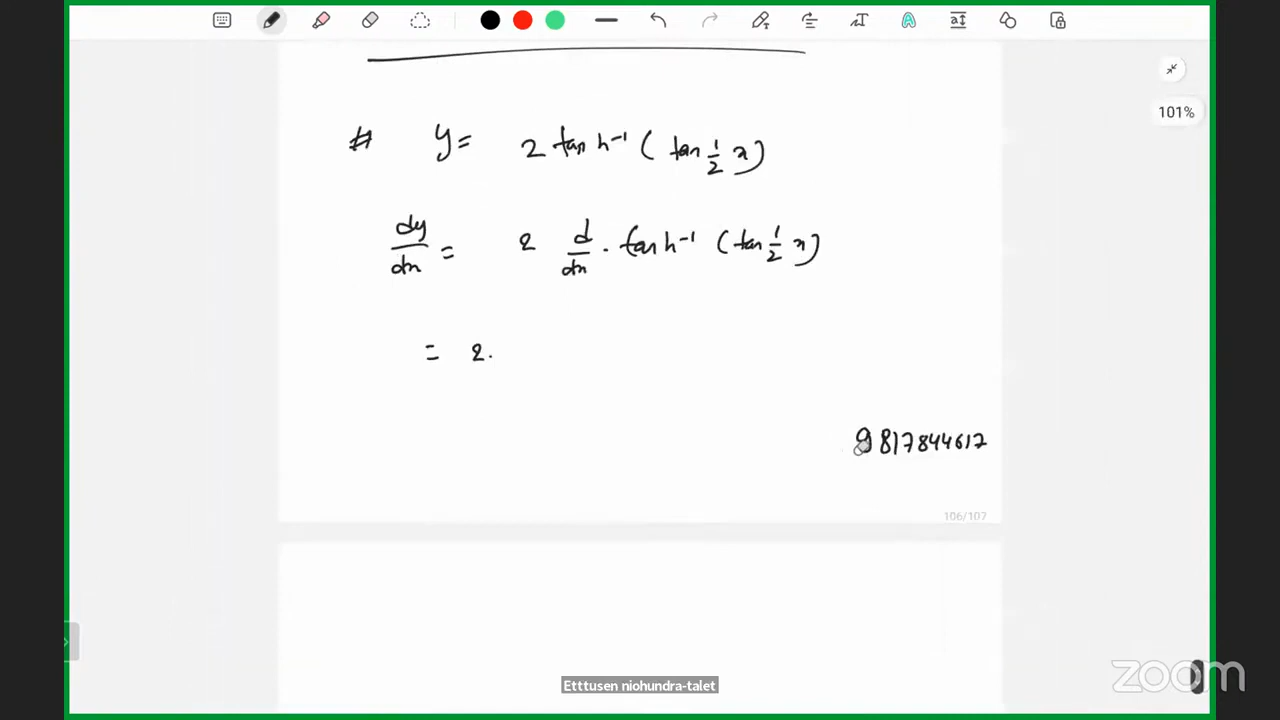 101%
# y = 2 tan h⁻¹ ( tan 1/2 x )
dy/dx = 2 d/dx . tan h⁻¹ ( tan 1/2 x )
= 2.
9817844617
106/107
Etttusen niohundra-talet
zoom